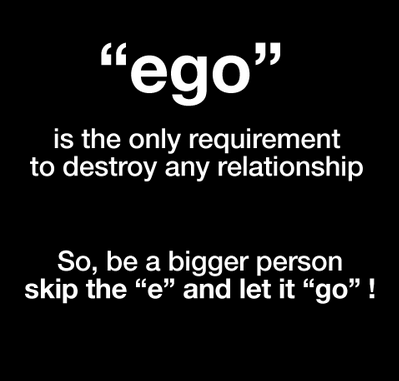 “ego”
is the only requirement
to destroy any relationship
So, be a bigger person
skip the “e” and let it “go” !